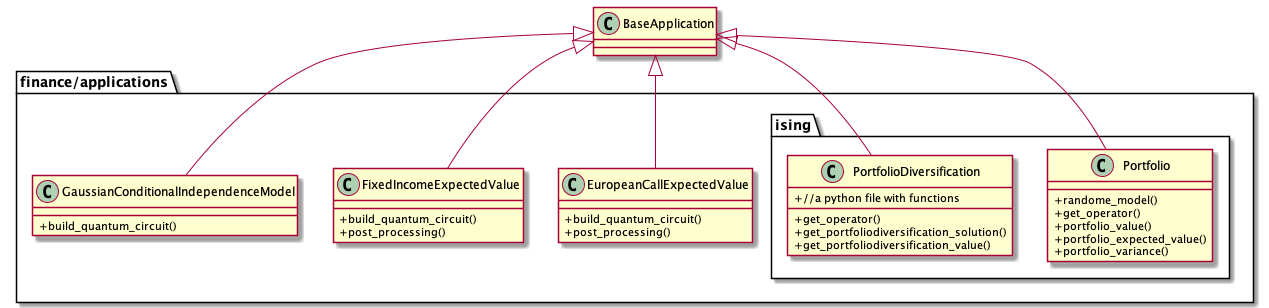 C BaseApplication
finance/applications
ising
C GaussianConditionalIndependenceModel
+build_quantum_circuit()
C FixedIncomeExpectedValue
+build_quantum_circuit()
+post_processing()
C EuropeanCallExpectedValue
+build_quantum_circuit()
+post_processing()
C PortfolioDiversification
+//a python file with functions
+get_operator()
+get_portfoliodiversification_solution()
+get_portfoliodiversification_value()
C Portfolio
+randome_model()
+get_operator()
+portfolio_value()
+portfolio_expected_value()
+portfolio_variance()